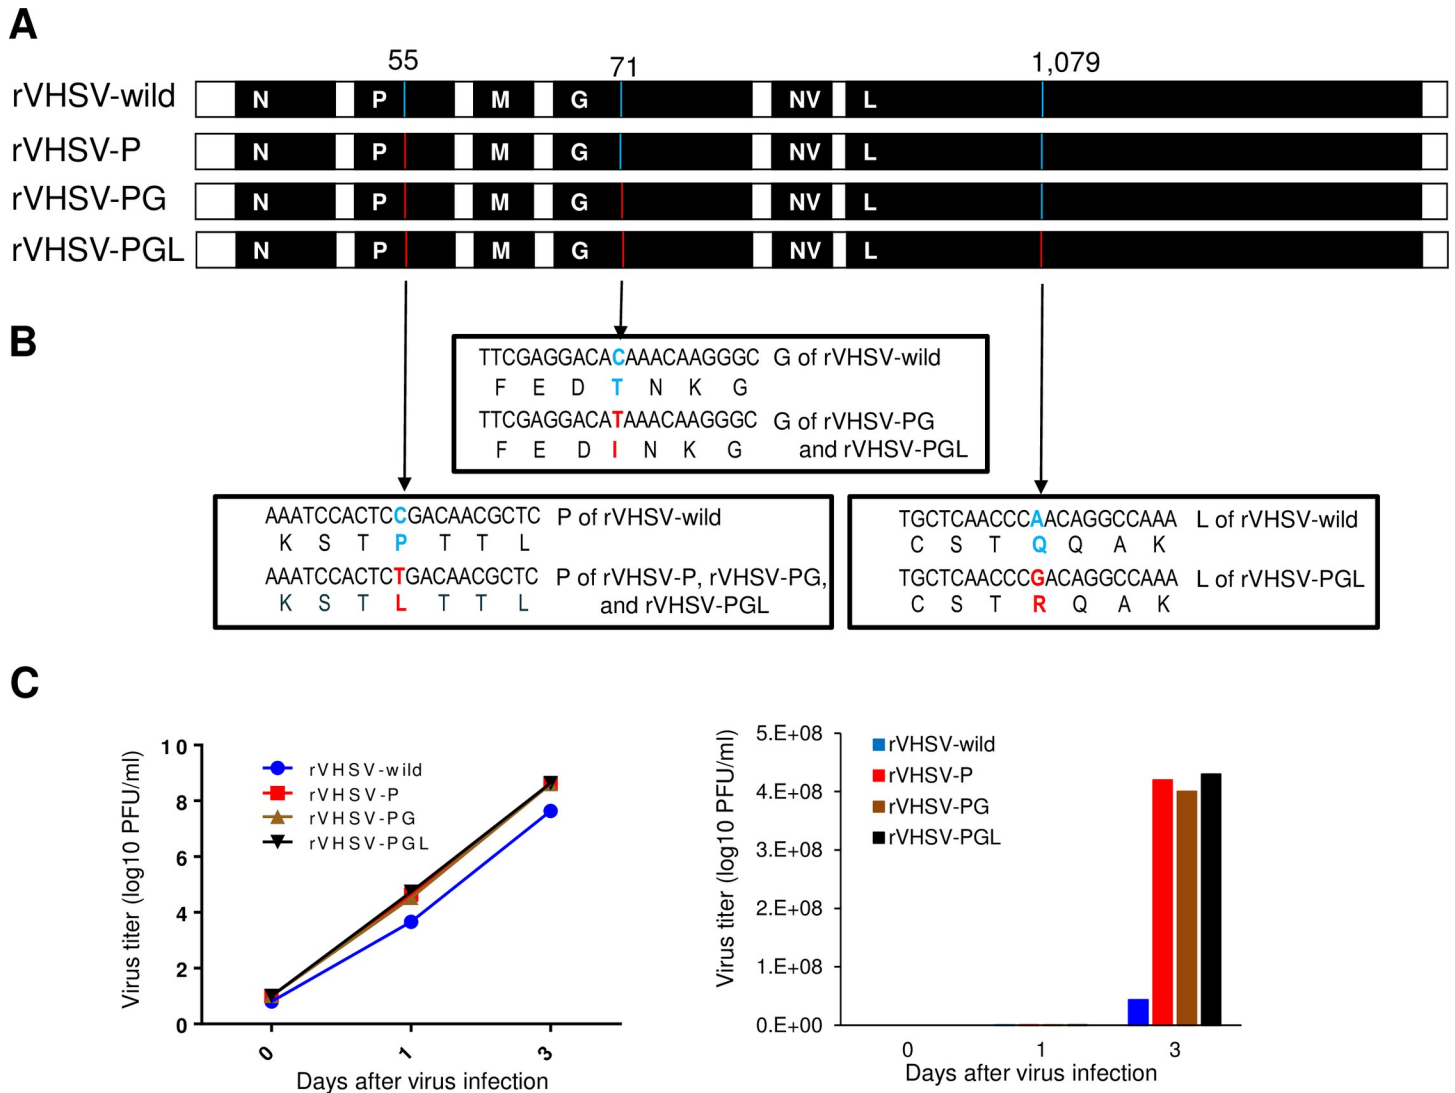 A
55 71 1,079
rVHSV-wild N P M G NV L
rVHSV-P N P M G NV L
rVHSV-PG N P M G NV L
rVHSV-PGL N P M G NV L
B
TTCGAGGACACAAACAAGGGC G of rVHSV-wild
F E D T N K G
TTCGAGGACATAAACAAGGGC G of rVHSV-PG
F E D I N K G and rVHSV-PGL
AAATCCACTCCGACAACGCTC P of rVHSV-wild
K S T P T T L
AAATCCACTCTGACAACGCTC P of rVHSV-P, rVHSV-PG,
K S T L T T L and rVHSV-PGL
TGCTCAACCCAACAGGCCAAA L of rVHSV-wild
C S T Q Q A K
TGCTCAACCCGACAGGCCAAA L of rVHSV-PGL
C S T R Q A K
C
Virus titer (log10 PFU/ml)
10
8
6
4
2
0
rVHSV-wild
rVHSV-P
rVHSV-PG
rVHSV-PGL
0 1 3
Days after virus infection
Virus titer (log10 PFU/ml)
5.E+08
4.E+08
3.E+08
2.E+08
1.E+08
0.E+00
rVHSV-wild
rVHSV-P
rVHSV-PG
rVHSV-PGL
0 1 3
Days after virus infection